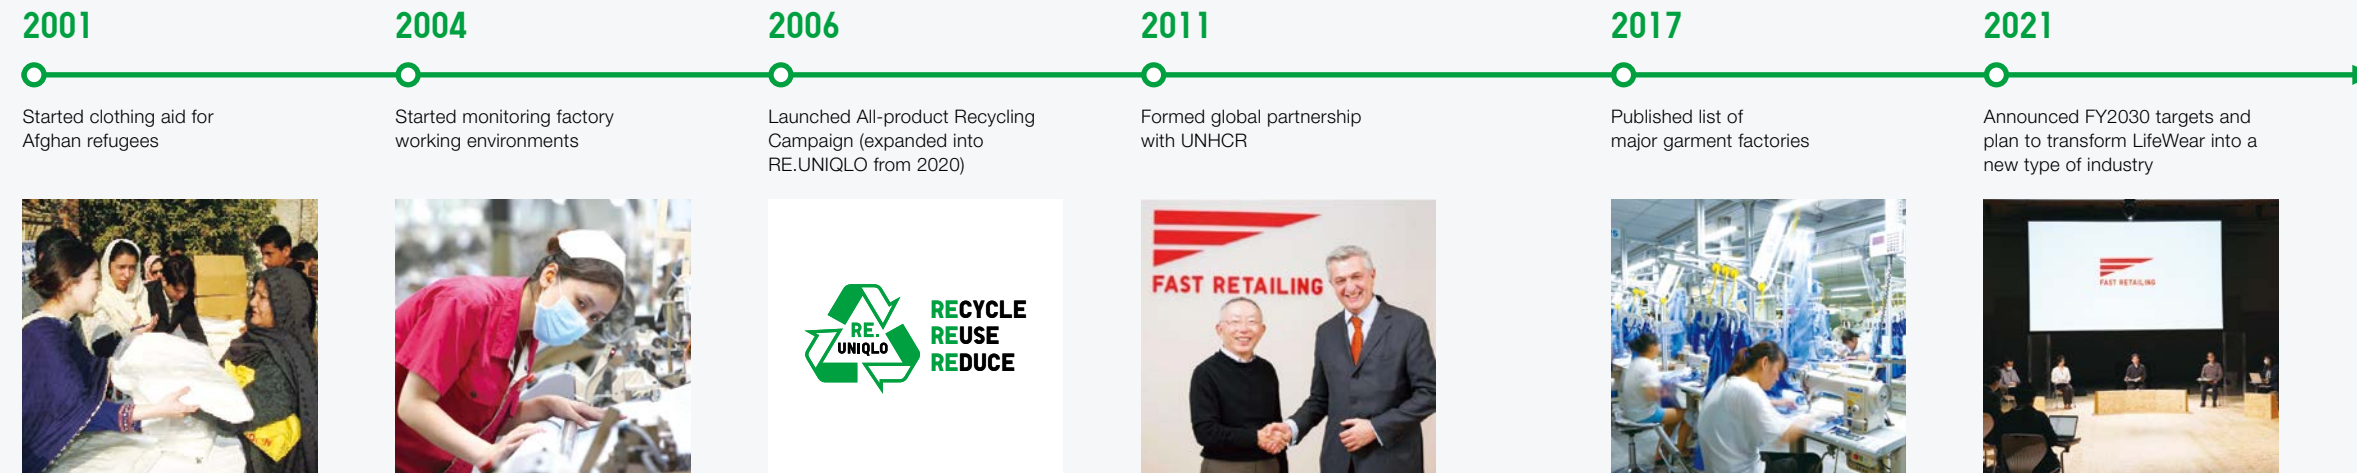 2001
Started clothing aid for
Afghan refugees
2004
Started monitoring factory
working environments
2006
Launched All-product Recycling
Campaign (expanded into
RE.UNIQLO from 2020)
RE.
UNIQLO
RECYCLE
REUSE
REDUCE
2011
Formed global partnership
with UNHCR
FAST RETAILING
2017
Published list of
major garment factories
2021
Announced FY2030 targets and
plan to transform LifeWear into a
new type of industry
FAST RETAILING